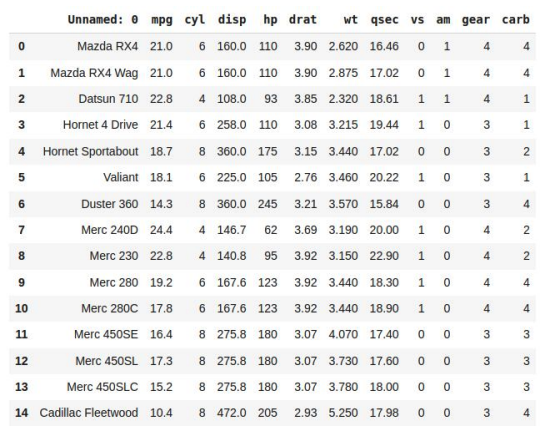 Unnamed: 0 mpg cyl disp hp drat wt qsec vs am gear carb
0 Mazda RX4 21.0 6 160.0 110 3.90 2.620 16.46 0 1 4 4
1 Mazda RX4 Wag 21.0 6 160.0 110 3.90 2.875 17.02 0 1 4 4
2 Datsun 710 22.8 4 108.0 93 3.85 2.320 18.61 1 1 4 1
3 Hornet 4 Drive 21.4 6 258.0 110 3.08 3.215 19.44 1 0 3 1
4 Hornet Sportabout 18.7 8 360.0 175 3.15 3.440 17.02 0 0 3 2
5 Valiant 18.1 6 225.0 105 2.76 3.460 20.22 1 0 3 1
6 Duster 360 14.3 8 360.0 245 3.21 3.570 15.84 0 0 3 4
7 Merc 240D 24.4 4 146.7 62 3.69 3.190 20.00 1 0 4 2
8 Merc 230 22.8 4 140.8 95 3.92 3.150 22.90 1 0 4 2
9 Merc 280 19.2 6 167.6 123 3.92 3.440 18.30 1 0 4 4
10 Merc 280C 17.8 6 167.6 123 3.92 3.440 18.90 1 0 4 4
11 Merc 450SE 16.4 8 275.8 180 3.07 4.070 17.40 0 0 3 3
12 Merc 450SL 17.3 8 275.8 180 3.07 3.730 17.60 0 0 3 3
13 Merc 450SLC 15.2 8 275.8 180 3.07 3.780 18.00 0 0 3 3
14 Cadillac Fleetwood 10.4 8 472.0 205 2.93 5.250 17.98 0 0 3 4